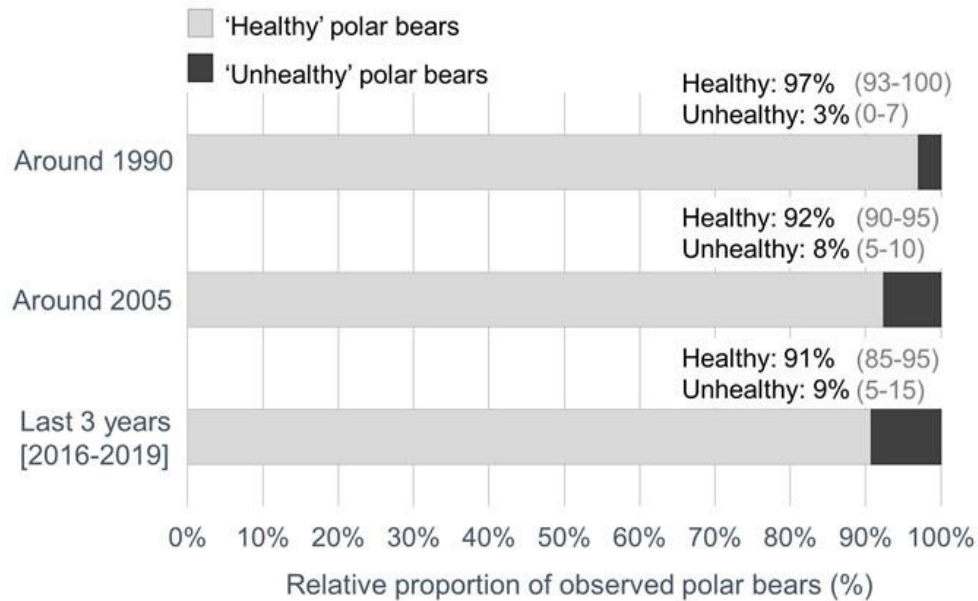 ‘Healthy’ polar bears
‘Unhealthy’ polar bears
Healthy: 97% (93-100)
Unhealthy: 3% (0-7)
Around 1990
Healthy: 92% (90-95)
Unhealthy: 8% (5-10)
Around 2005
Healthy: 91% (85-95)
Unhealthy: 9% (5-15)
Last 3 years
[2016-2019]
0% 10% 20% 30% 40% 50% 60% 70% 80% 90% 100%
Relative proportion of observed polar bears (%)